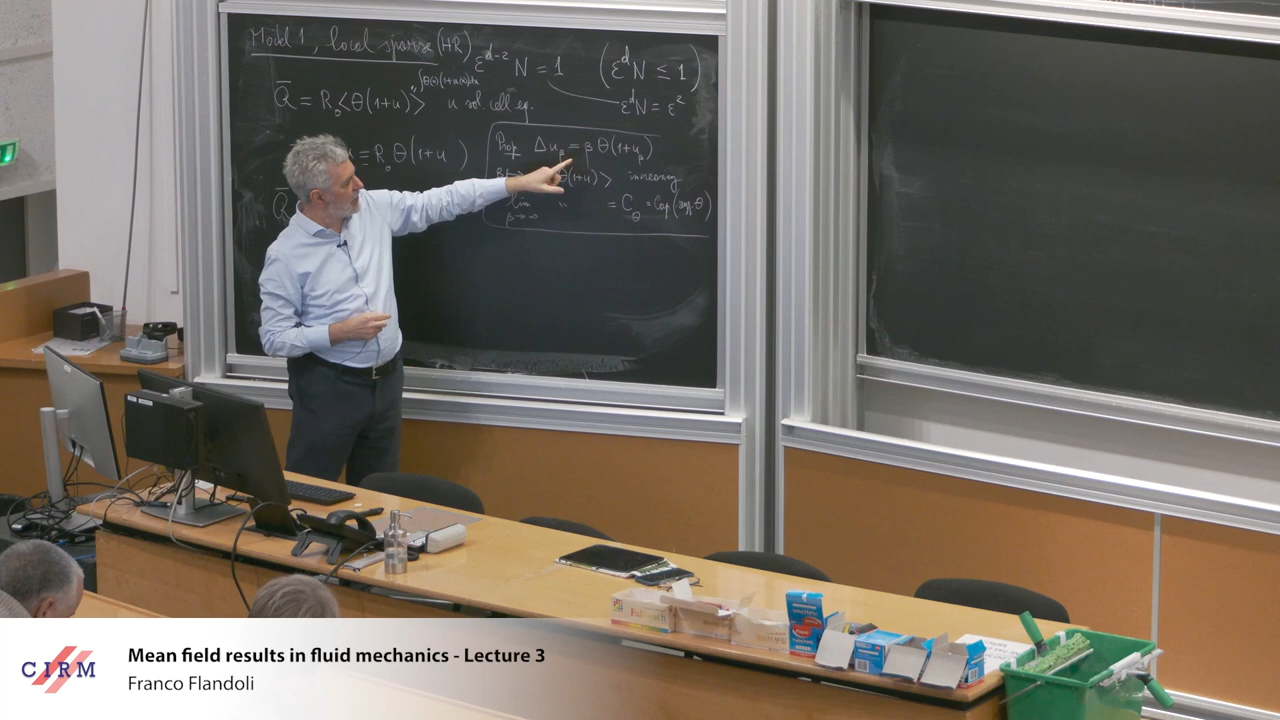 Model 1, local sparse (HR) ε^{d-2} N = 1 (ε^d N ≤ 1)
∫θ(x)(1+u(x))dx
Q̄ = R₀ <θ(1+u)> u sol. cell eq. ε^d N = ε²
= R₀ θ(1+u )
Prop Δu_β = β θ(1+u_β)
β ↦ θ(1+u)> increasing
Q̄
lim " = C_θ = Cap(supp θ)
β→∞
CIRM
Mean field results in fluid mechanics - Lecture 3
Franco Flandoli